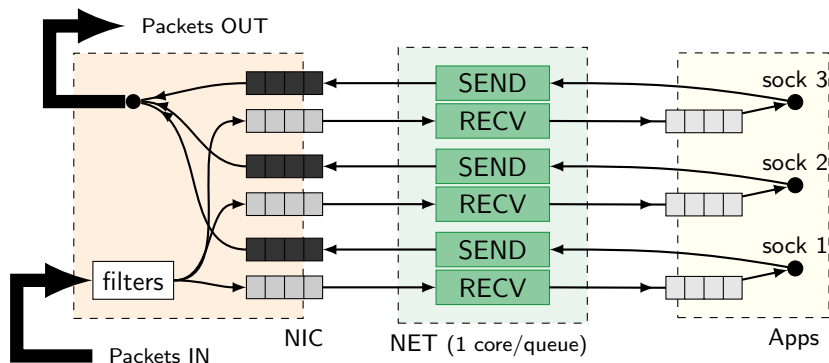 Packets OUT
SEND
sock 3
RECV
SEND
sock 2
RECV
SEND
sock 1
filters
RECV
NIC
NET (1 core/queue)
Apps
Packets IN